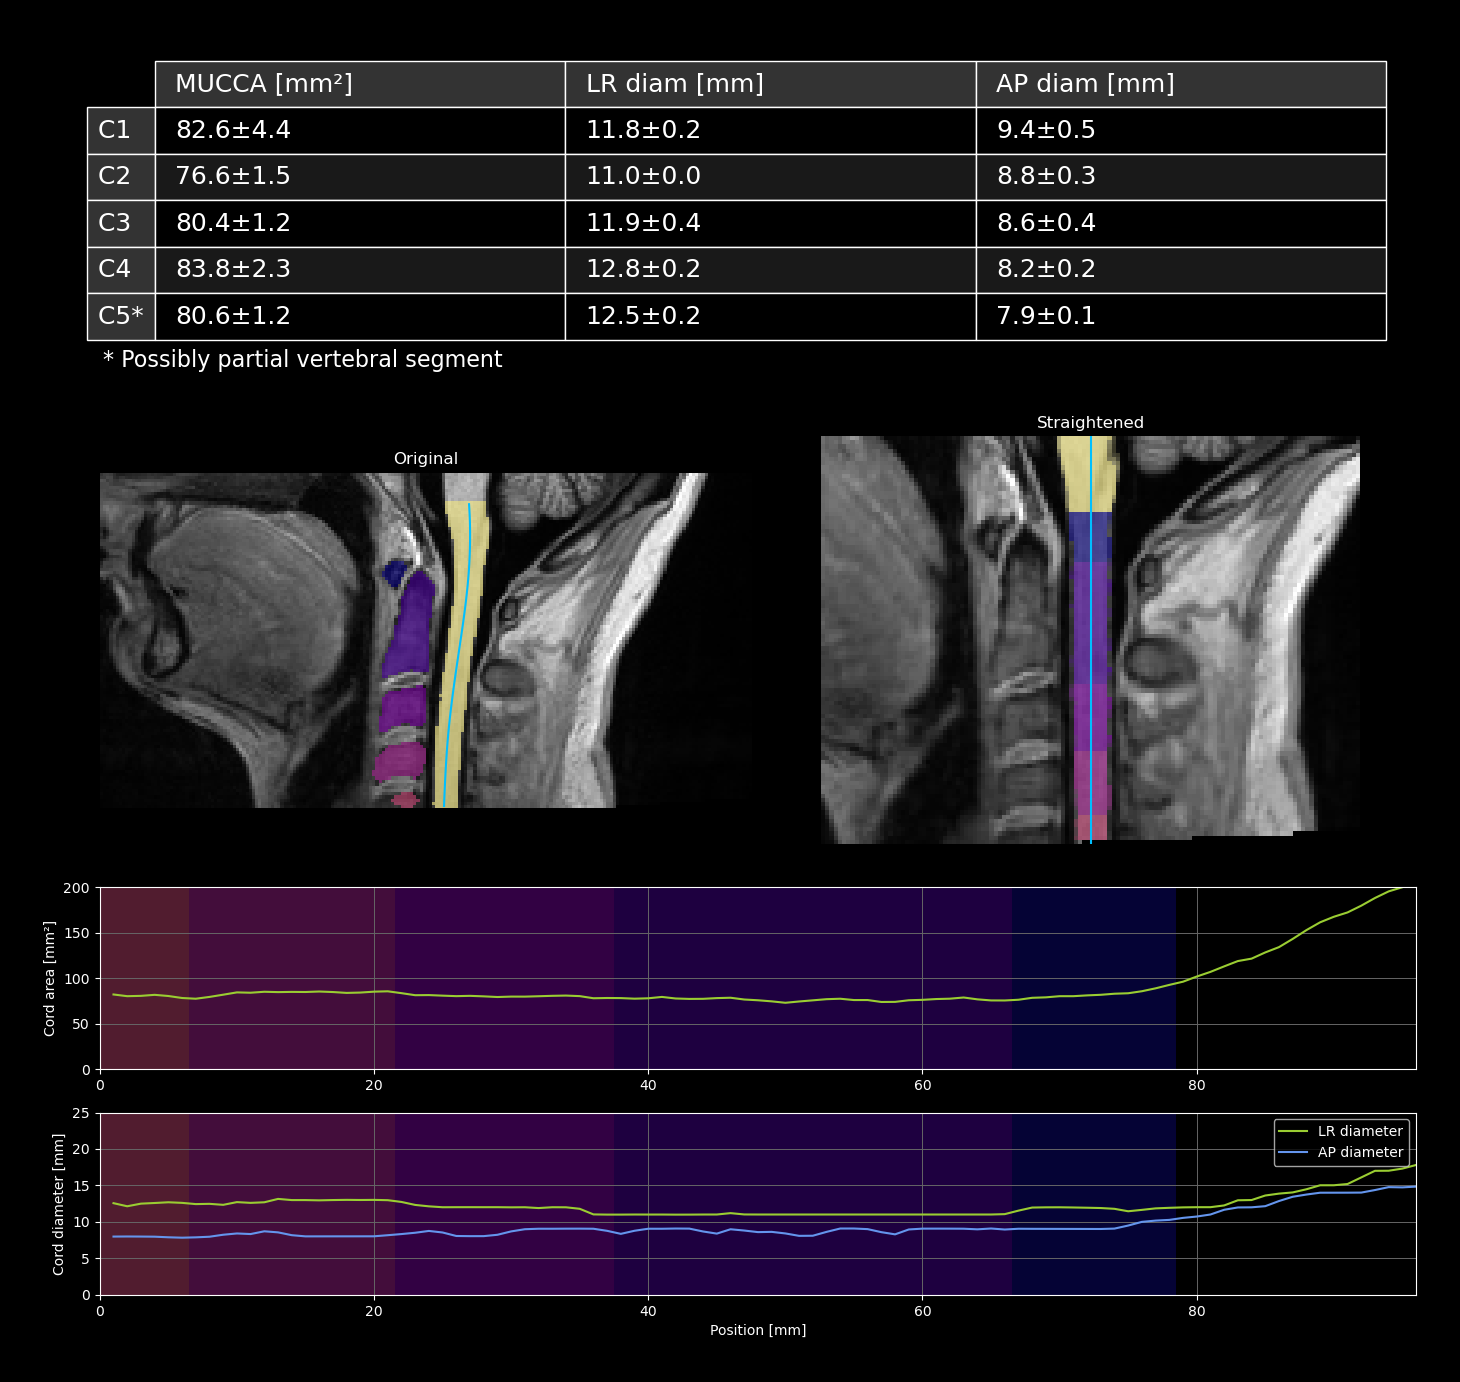 MUCCA [mm²] LR diam [mm] AP diam [mm]
C1 82.6±4.4 11.8±0.2 9.4±0.5
C2 76.6±1.5 11.0±0.0 8.8±0.3
C3 80.4±1.2 11.9±0.4 8.6±0.4
C4 83.8±2.3 12.8±0.2 8.2±0.2
C5* 80.6±1.2 12.5±0.2 7.9±0.1
* Possibly partial vertebral segment
Original
Straightened
Cord area [mm²]
200
150
100
50
0
0 20 40 60 80
Cord diameter [mm]
25
20
15
10
5
0
LR diameter
AP diameter
0 20 40 60 80
Position [mm]